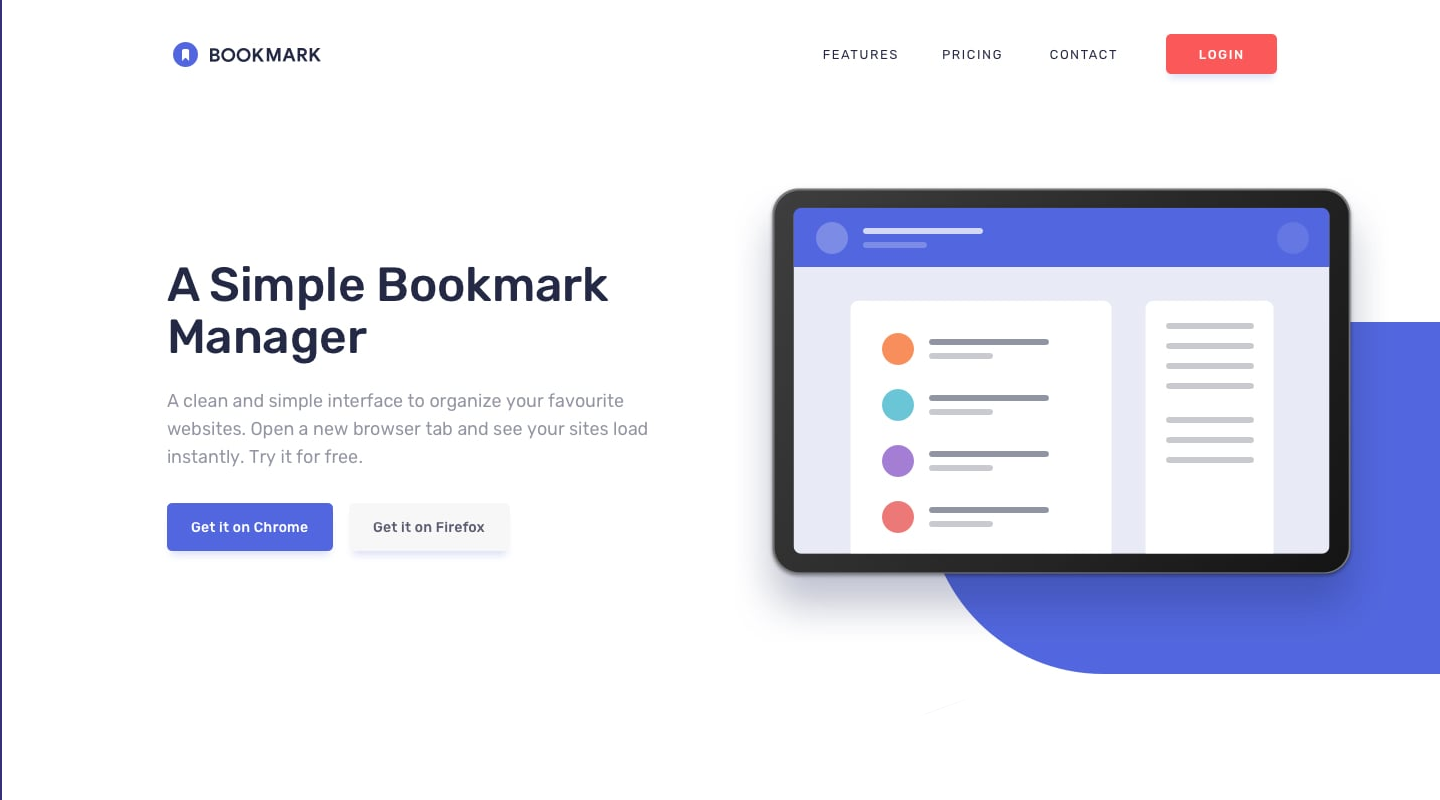 BOOKMARK
FEATURES PRICING CONTACT LOGIN
A Simple Bookmark
Manager
A clean and simple interface to organize your favourite
websites. Open a new browser tab and see your sites load
instantly. Try it for free.
Get it on Chrome Get it on Firefox